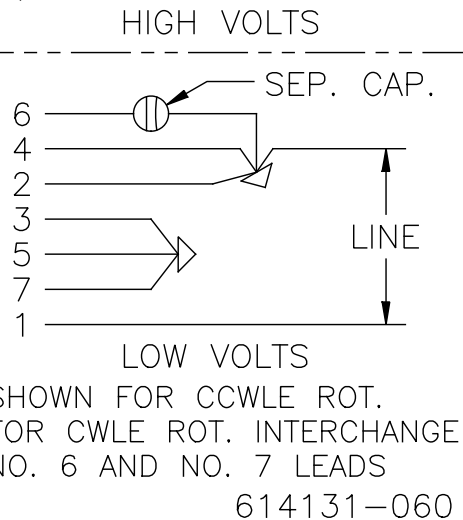 HIGH VOLTS
SEP. CAP.
6
4
2
3
LINE
5
7
1
LOW VOLTS
SHOWN FOR CCWLE ROT.
FOR CWLE ROT. INTERCHANGE
NO. 6 AND NO. 7 LEADS
614131-060